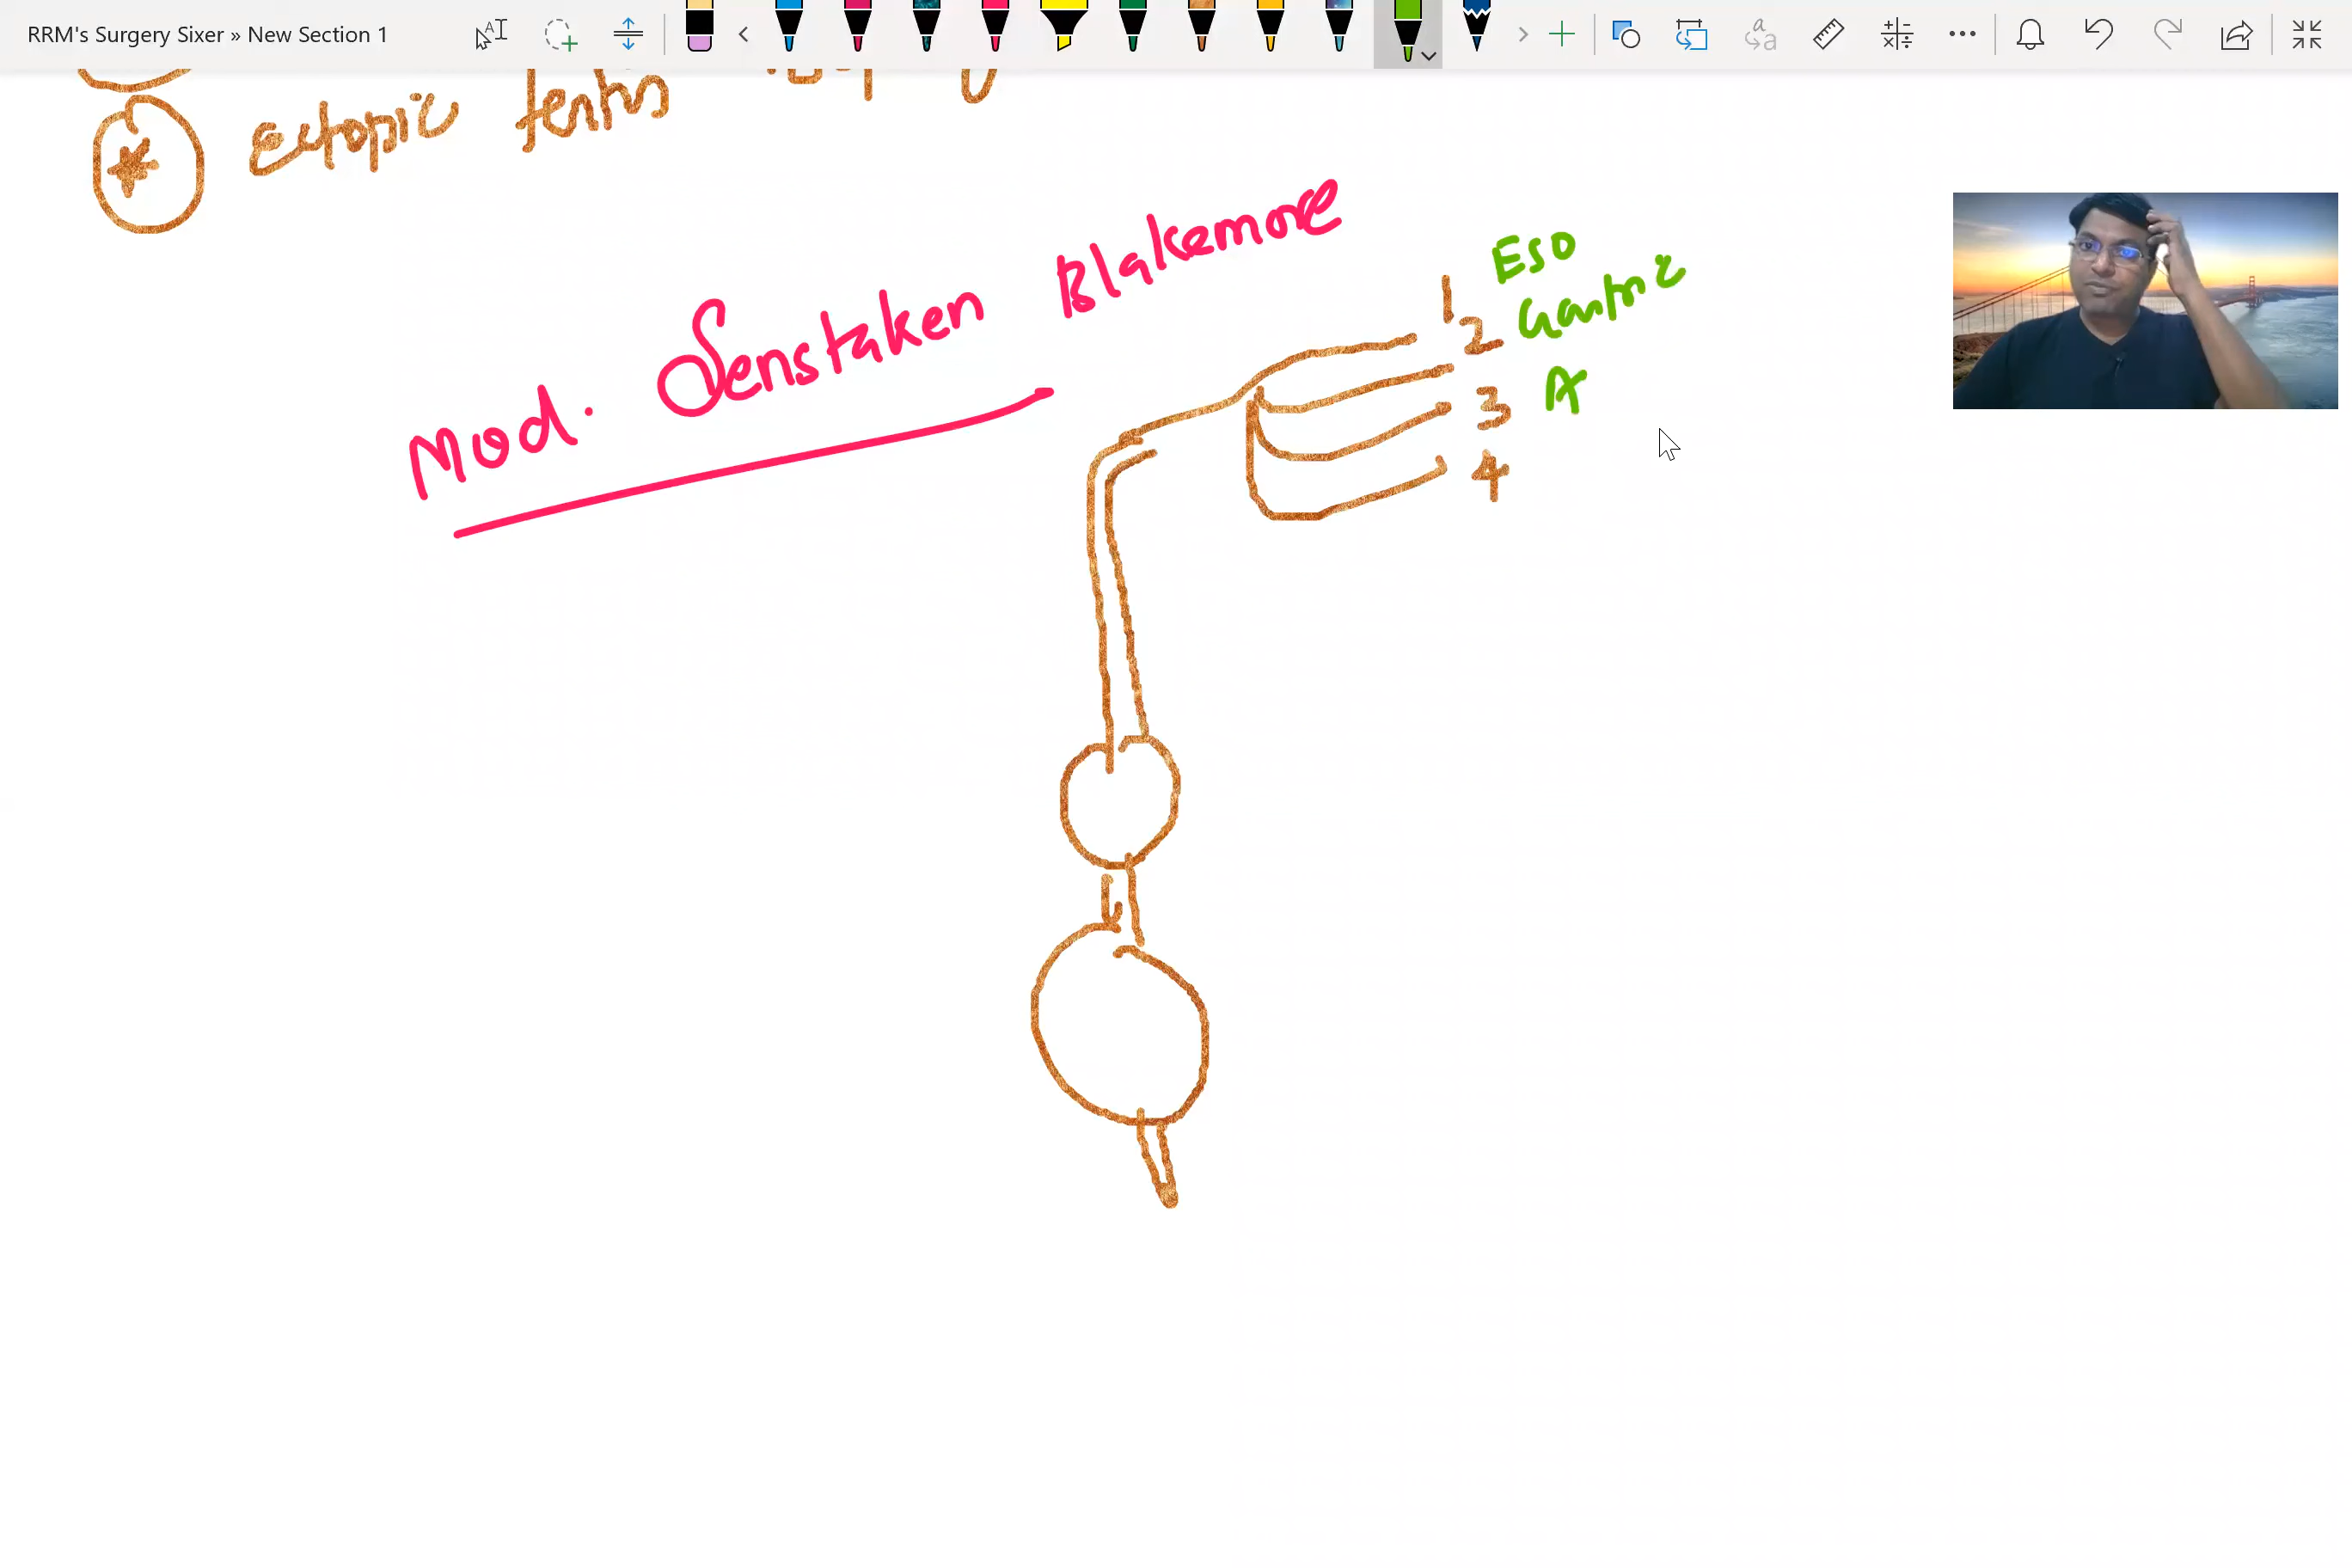 RRM's Surgery Sixer » New Section 1
Ectopic testis
Mod. Senstaken Blakemore
1 Eso
2 Gastric
3 A
4